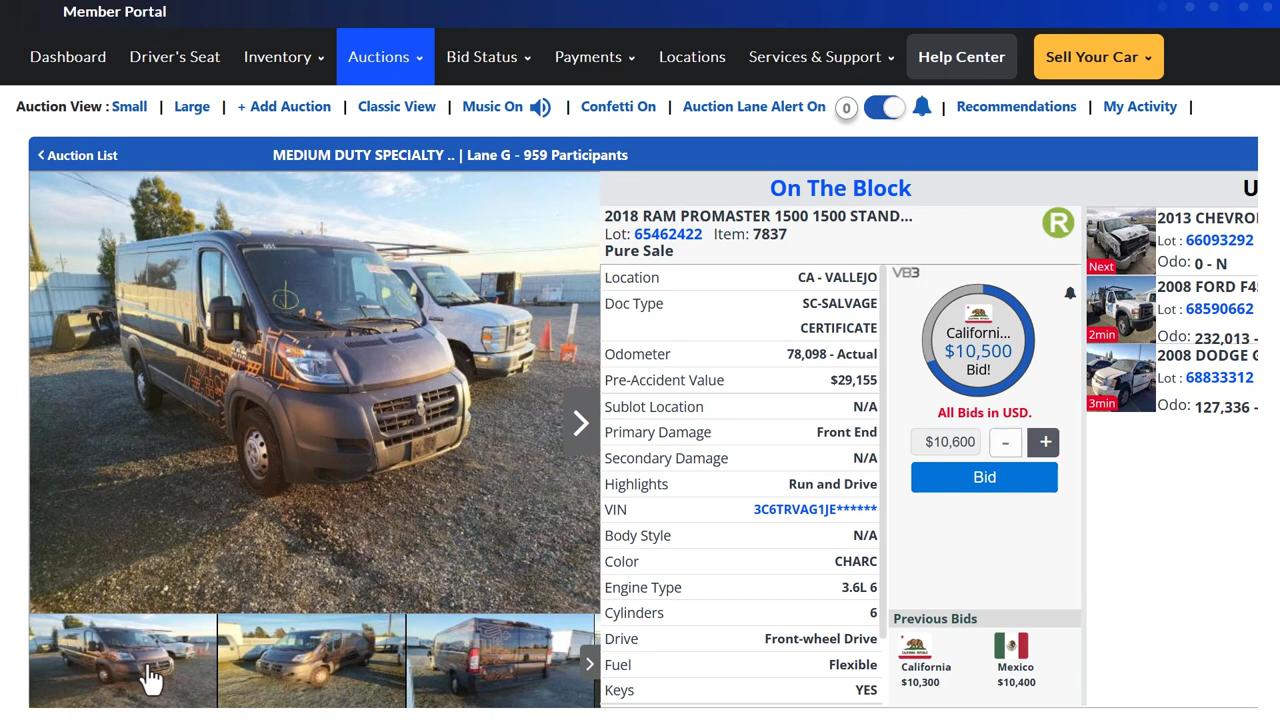 Member Portal
Dashboard Driver's Seat Inventory Auctions Bid Status Payments Locations Services & Support Help Center Sell Your Car
Auction View : Small | Large | + Add Auction | Classic View | Music On | Confetti On | Auction Lane Alert On 0 | Recommendations | My Activity |
Auction List MEDIUM DUTY SPECIALTY .. | Lane G - 959 Participants
On The Block
U
2018 RAM PROMASTER 1500 1500 STAND...
Lot: 65462422 Item: 7837
Pure Sale
R
Location CA - VALLEJO
Doc Type SC-SALVAGE
CERTIFICATE
Odometer 78,098 - Actual
Pre-Accident Value $29,155
Sublot Location N/A
Primary Damage Front End
Secondary Damage N/A
Highlights Run and Drive
VIN 3C6TRVAG1JE******
Body Style N/A
Color CHARC
Engine Type 3.6L 6
Cylinders 6
Drive Front-wheel Drive
Fuel Flexible
Keys YES
VB3
Californi...
$10,500
Bid!
All Bids in USD.
$10,600 - +
Bid
Previous Bids
California
$10,300
Mexico
$10,400
2013 CHEVRO
Lot : 66093292
Odo: 0 - N
Next
2008 FORD F4
Lot : 68590662
Odo: 232,013 -
2min
2008 DODGE G
Lot : 68833312
Odo: 127,336 -
3min